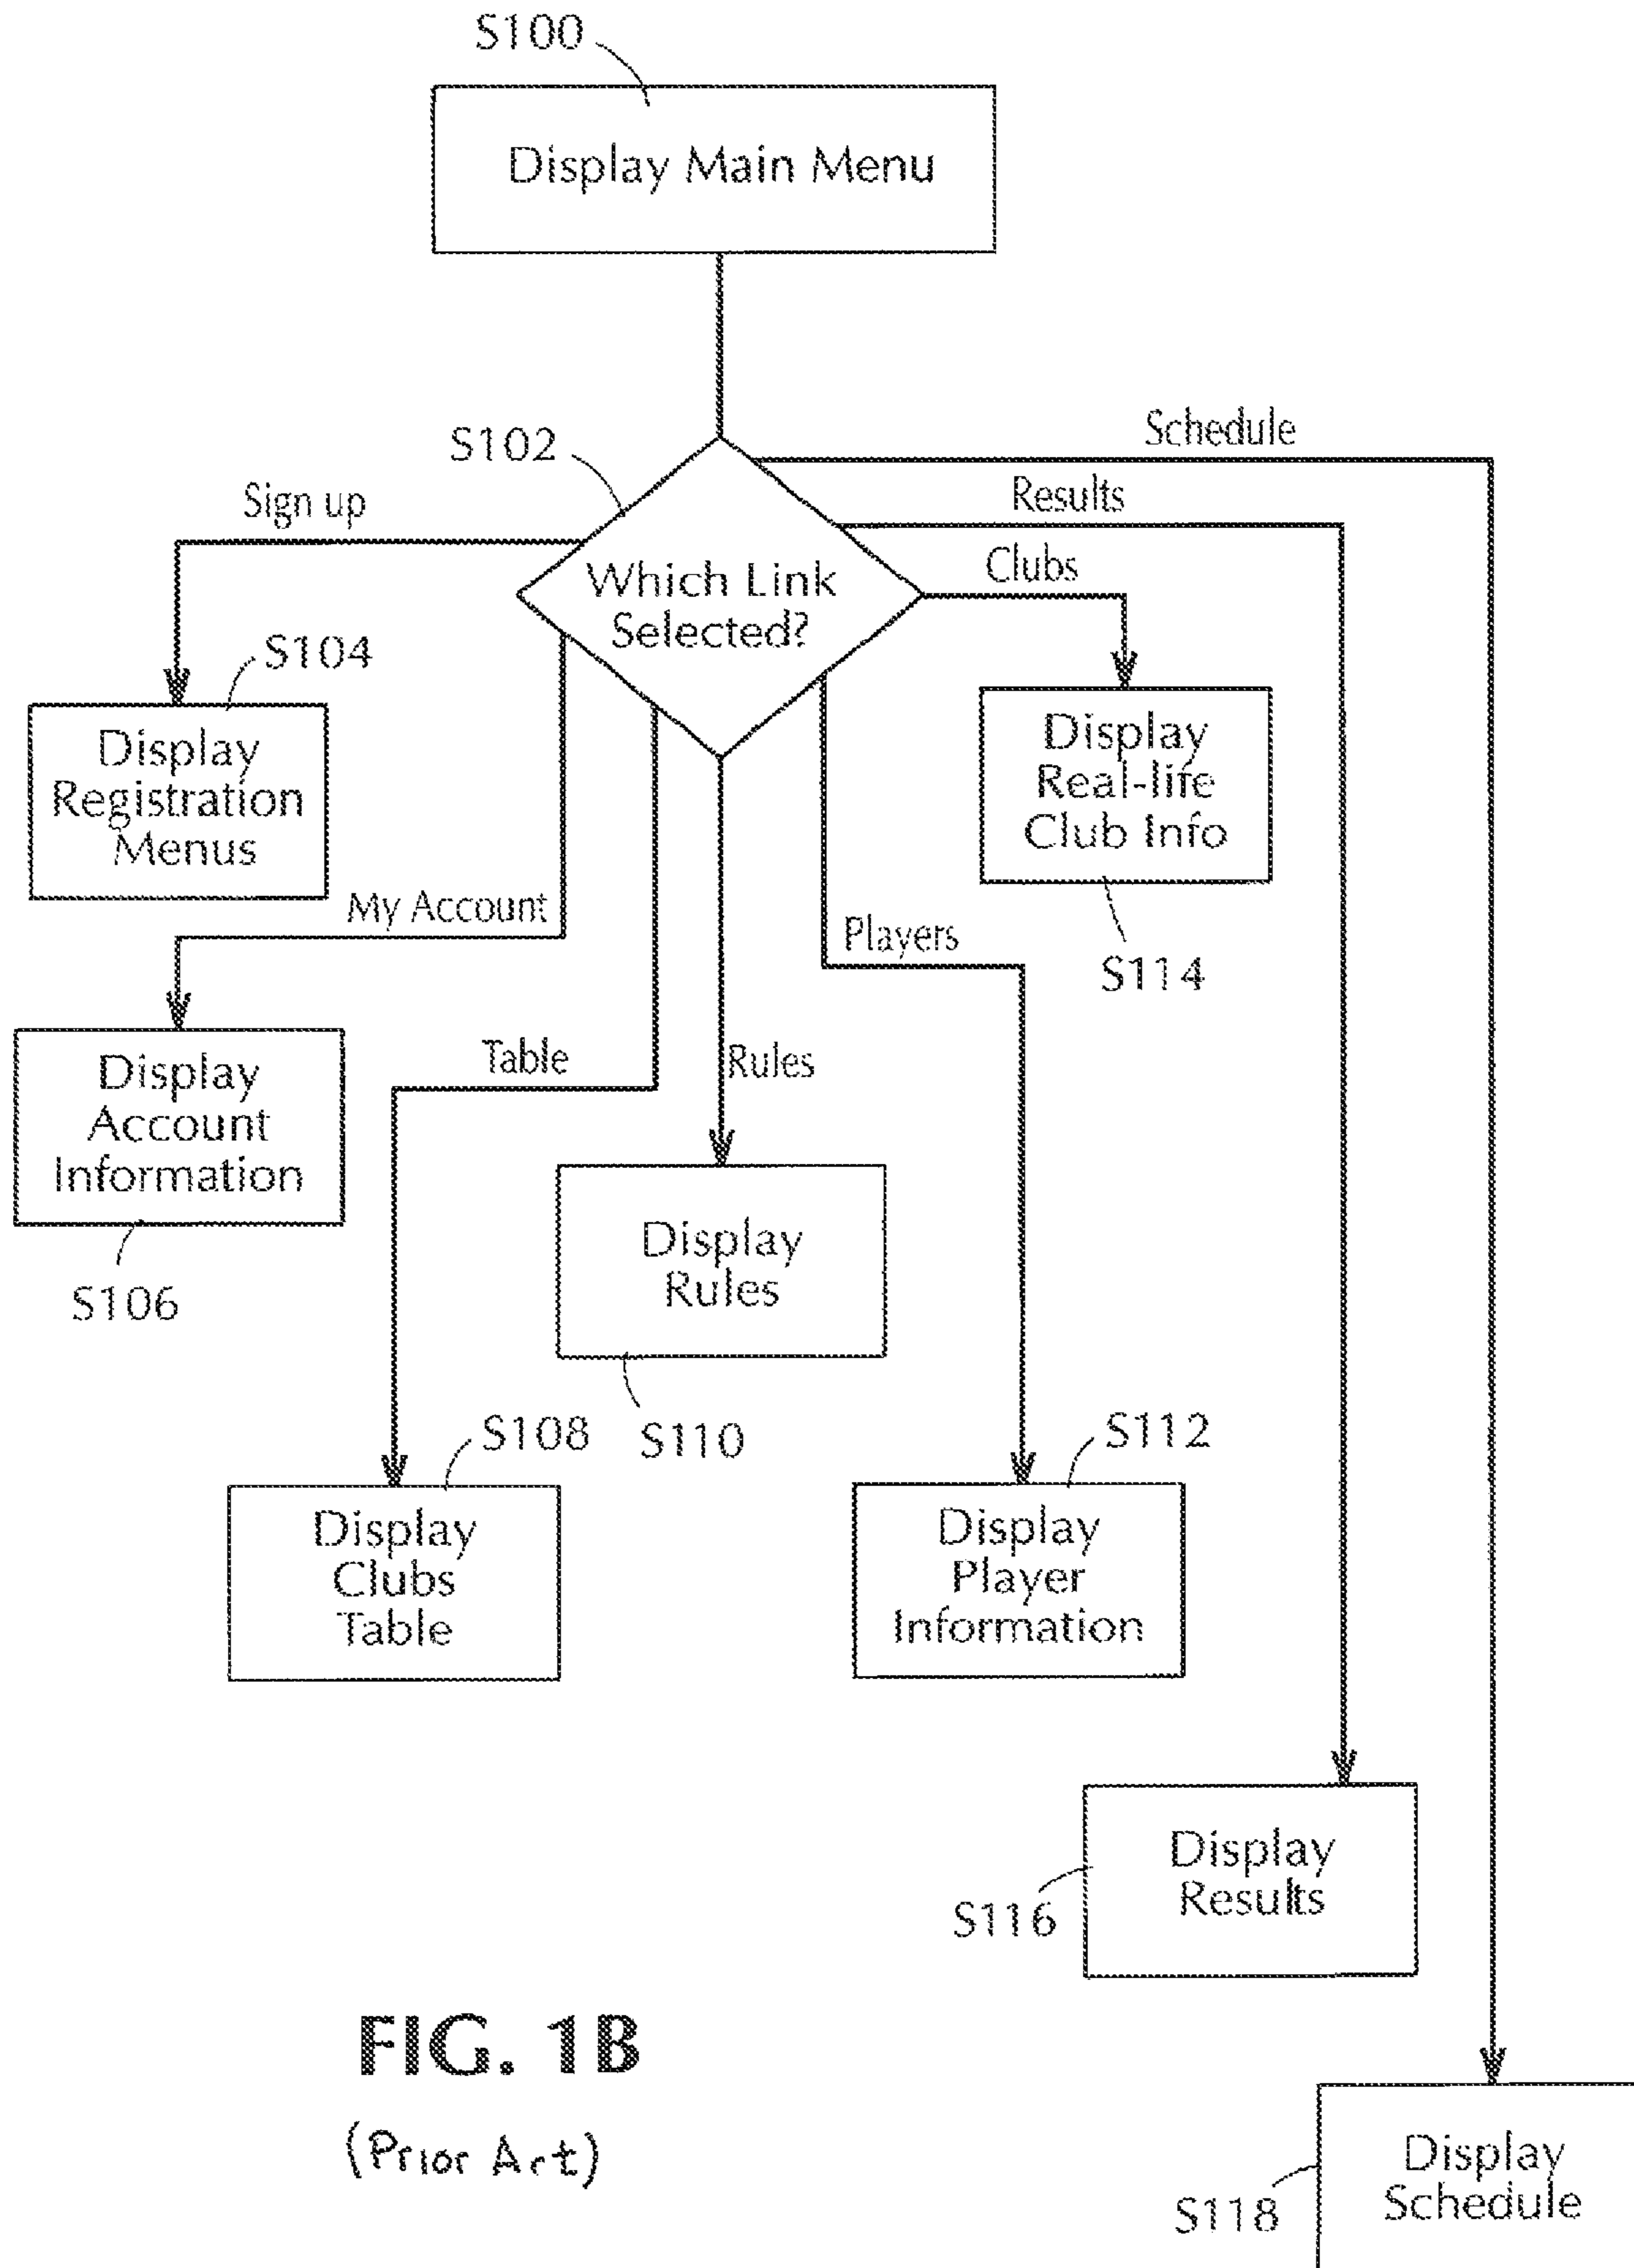 S100
Display Main Menu
S102
Which Link
Selected?
Schedule
Results
Clubs
Sign up
S104
Display
Registration
Menus
Display
Real-life
Club Info
S114
My Account
Players
Display
Account
Information
S106
Table
Rules
Display
Rules
S110
S108
Display
Clubs
Table
S112
Display
Player
Information
Display
Results
S116
FIG. 1B
(Prior Art)
Display
Schedule
S118